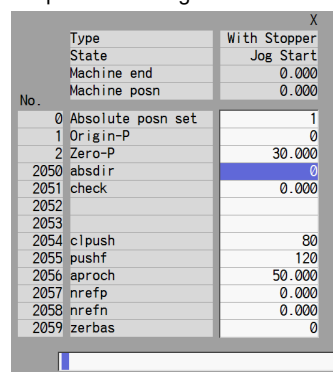 X
Type With Stopper
State Jog Start
Machine end 0.000
Machine posn 0.000
No.
0 Absolute posn set 1
1 Origin-P 0
2 Zero-P 30.000
2050 absdir 0
2051 check 0.000
2052
2053
2054 clpush 80
2055 pushf 120
2056 aproch 50.000
2057 nrefp 0.000
2058 nrefn 0.000
2059 zerbas 0